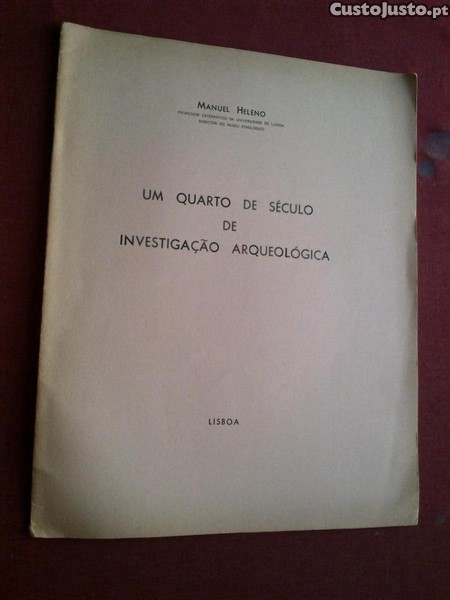 CustoJusto.pt
MANUEL HELENO
PROFESSOR CATEDRÁTICO DA UNIVERSIDADE DE LISBOA
DIRECTOR DO MUSEU ETNOLÓGICO
UM QUARTO DE SÉCULO
DE
INVESTIGAÇÃO ARQUEOLÓGICA
LISBOA